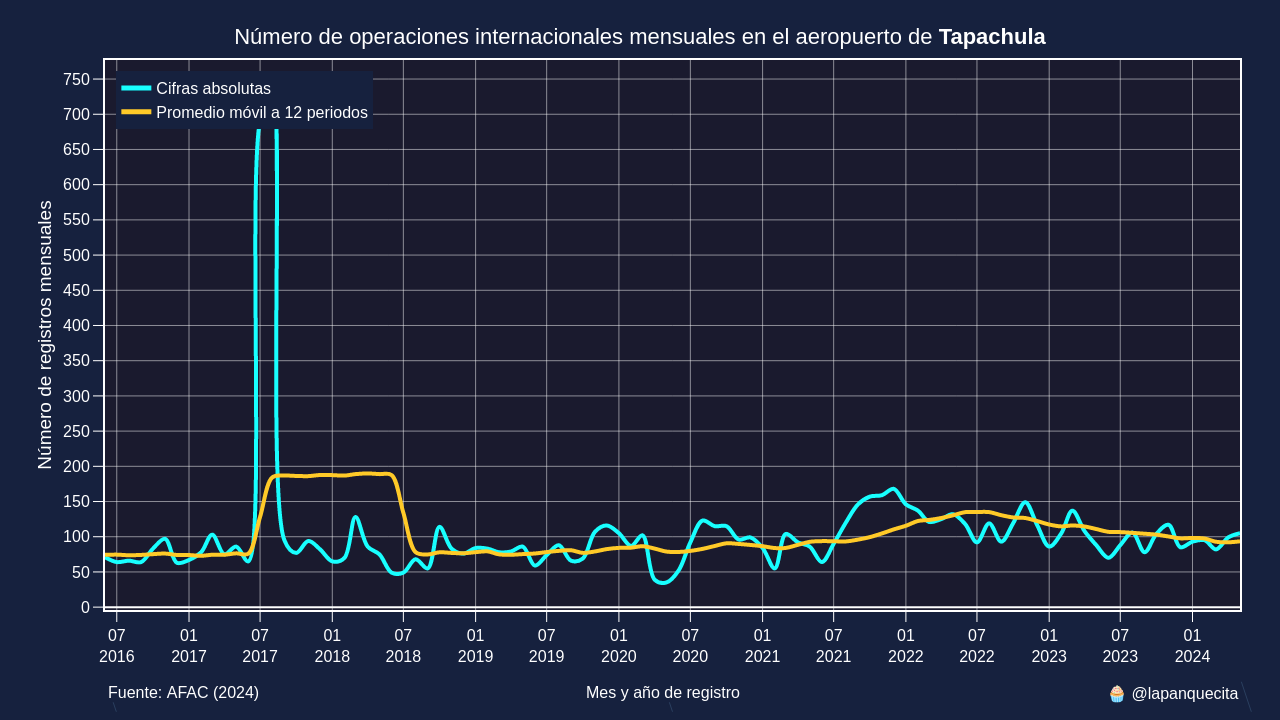 Número de operaciones internacionales mensuales en el aeropuerto de Tapachula
Cifras absolutas
Promedio móvil a 12 periodos
Número de registros mensuales
750
700
650
600
550
500
450
400
350
300
250
200
150
100
50
0
07 01 07 01 07 01 07 01 07 01 07 01 07 01 07 01
2016 2017 2017 2018 2018 2019 2019 2020 2020 2021 2021 2022 2022 2023 2023 2024
Fuente: AFAC (2024)
Mes y año de registro
🧁 @lapanquecita